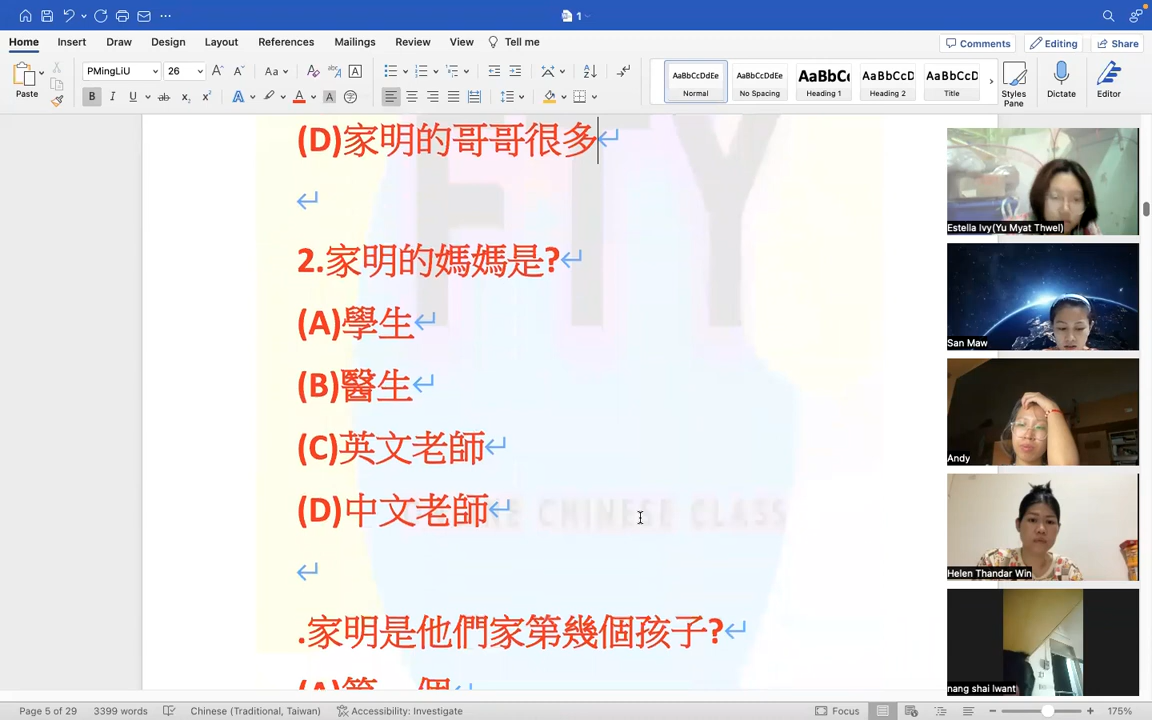 1
Home Insert Draw Design Layout References Mailings Review View Tell me
Comments Editing Share
Paste
PMingLiU 26
AaBbCcDdEe AaBbCcDdEe AaBbCc AaBbCcD AaBbCcD
Normal No Spacing Heading 1 Heading 2 Title
Styles Pane
Dictate
Editor
(D)家明的哥哥很多
2.家明的媽媽是?
(A)學生
(B)醫生
(C)英文老師
(D)中文老師
.家明是他們家第幾個孩子?
CHINESE CLASS
Estella Ivy(Yu Myat Thwel)
San Maw
Andy
Helen Thandar Win
nang shai lwant
Page 5 of 29 3399 words Chinese (Traditional, Taiwan) Accessibility: Investigate Focus 175%